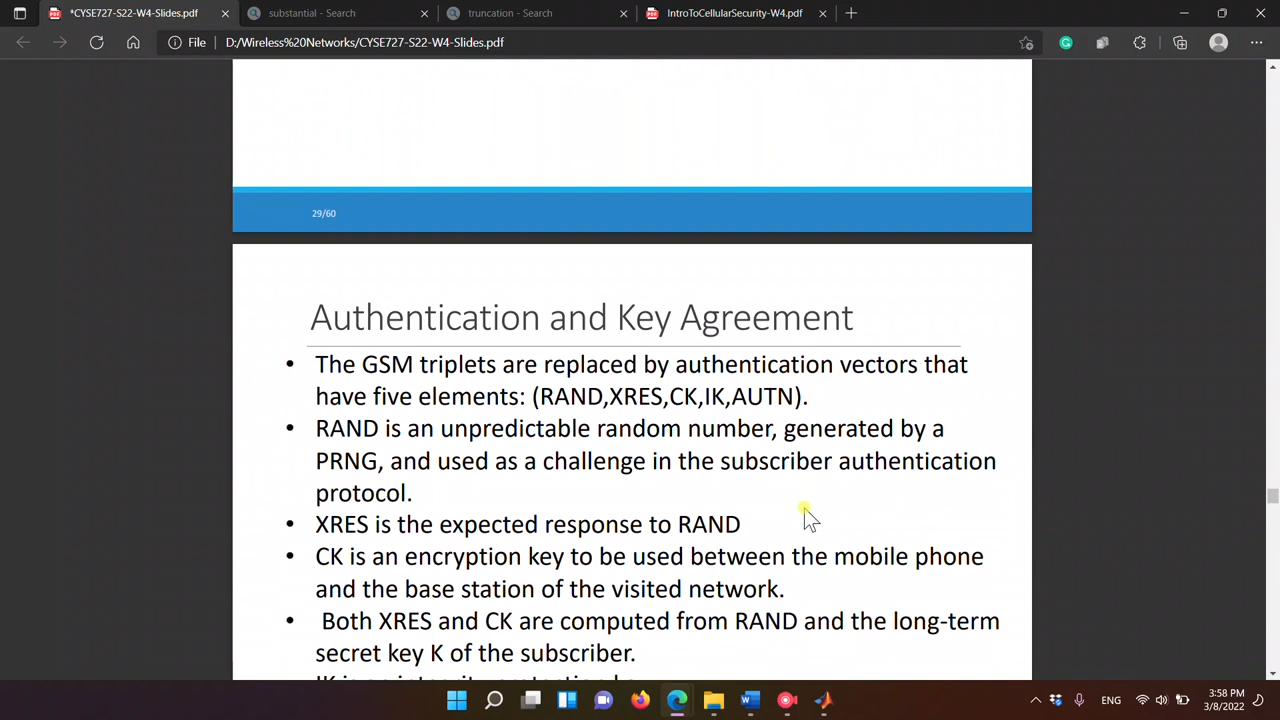 *CYSE727-S22-W4-Slides.pdf
substantial - Search
truncation - Search
IntroToCellularSecurity-W4.pdf
File
D:/Wireless%20Networks/CYSE727-S22-W4-Slides.pdf
29/60
Authentication and Key Agreement
• The GSM triplets are replaced by authentication vectors that
have five elements: (RAND,XRES,CK,IK,AUTN).
• RAND is an unpredictable random number, generated by a
PRNG, and used as a challenge in the subscriber authentication
protocol.
• XRES is the expected response to RAND
• CK is an encryption key to be used between the mobile phone
and the base station of the visited network.
• Both XRES and CK are computed from RAND and the long-term
secret key K of the subscriber.
ENG
3:58 PM
3/8/2022